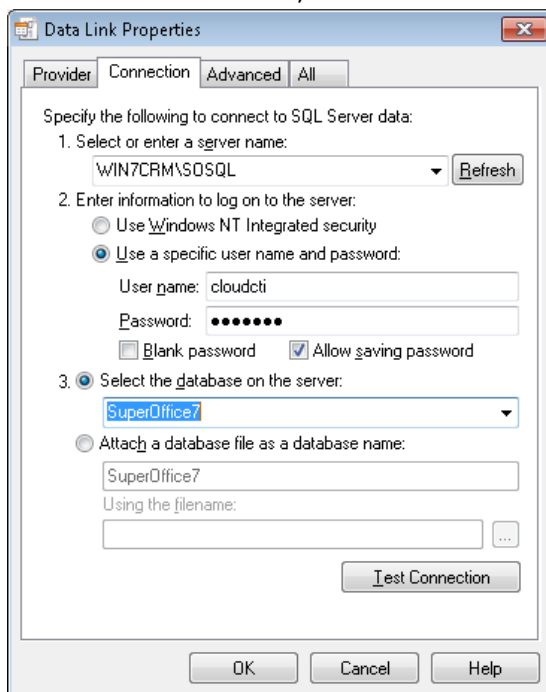 Data Link Properties
Provider Connection Advanced All
Specify the following to connect to SQL Server data:
1. Select or enter a server name:
WIN7CRM\SOSQL Refresh
2. Enter information to log on to the server:
Use Windows NT Integrated security
Use a specific user name and password:
User name: cloudcti
Password: •••••••
Blank password Allow saving password
3. Select the database on the server:
SuperOffice7
Attach a database file as a database name:
SuperOffice7
Using the filename:
...
Test Connection
OK Cancel Help